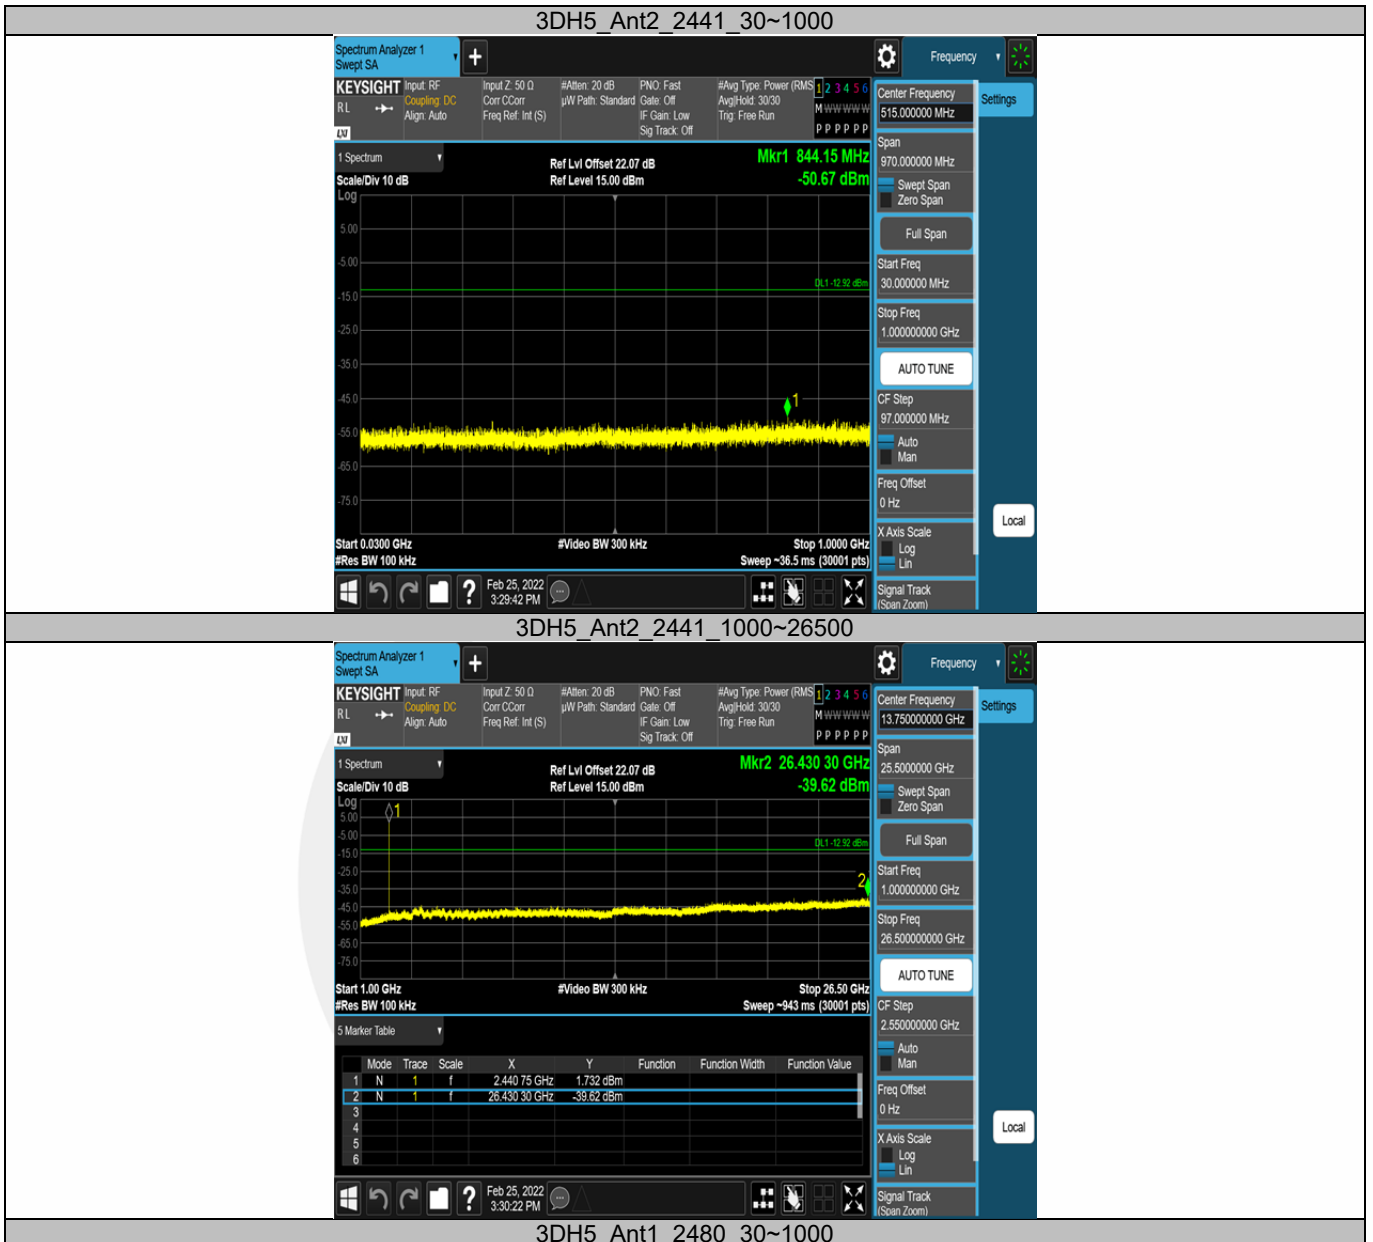 3DH5_Ant2_2441_30~1000
Spectrum Analyzer 1
Swept SA
+
Frequency
KEYSIGHT
RL
LXI
Input: RF
Coupling: DC
Align: Auto
Input Z: 50 Ω
Corr CCorr
Freq Ref: Int (S)
#Atten: 20 dB
µW Path: Standard
PNO: Fast
Gate: Off
IF Gain: Low
Sig Track: Off
#Avg Type: Power (RMS
Avg|Hold: 30/30
Trig: Free Run
1 2 3 4 5 6
M W W W W W
P P P P P P
Center Frequency
515.000000 MHz
Settings
Span
970.000000 MHz
Swept Span
Zero Span
Full Span
Start Freq
30.000000 MHz
Stop Freq
1.000000000 GHz
AUTO TUNE
CF Step
97.000000 MHz
Auto
Man
Freq Offset
0 Hz
X Axis Scale
Log
Lin
Signal Track
(Span Zoom)
Local
1 Spectrum
Scale/Div 10 dB
Log
Ref Lvl Offset 22.07 dB
Ref Level 15.00 dBm
Mkr1 844.15 MHz
-50.67 dBm
5.00
-5.00
DL1 -12.92 dBm
-15.0
-25.0
-35.0
-45.0
1
-55.0
-65.0
-75.0
Start 0.0300 GHz
#Res BW 100 kHz
#Video BW 300 kHz
Stop 1.0000 GHz
Sweep ~36.5 ms (30001 pts)
?
Feb 25, 2022
3:29:42 PM
3DH5_Ant2_2441_1000~26500
Spectrum Analyzer 1
Swept SA
+
Frequency
KEYSIGHT
RL
LXI
Input: RF
Coupling: DC
Align: Auto
Input Z: 50 Ω
Corr CCorr
Freq Ref: Int (S)
#Atten: 20 dB
µW Path: Standard
PNO: Fast
Gate: Off
IF Gain: Low
Sig Track: Off
#Avg Type: Power (RMS
Avg|Hold: 30/30
Trig: Free Run
1 2 3 4 5 6
M W W W W W
P P P P P P
Center Frequency
13.750000000 GHz
Settings
Span
25.5000000 GHz
Swept Span
Zero Span
Full Span
Start Freq
1.000000000 GHz
Stop Freq
26.500000000 GHz
AUTO TUNE
CF Step
2.550000000 GHz
Auto
Man
Freq Offset
0 Hz
X Axis Scale
Log
Lin
Signal Track
(Span Zoom)
Local
1 Spectrum
Scale/Div 10 dB
Log
Ref Lvl Offset 22.07 dB
Ref Level 15.00 dBm
Mkr2 26.430 30 GHz
-39.62 dBm
1
5.00
-5.00
DL1 -12.92 dBm
-15.0
-25.0
2
-35.0
-45.0
-55.0
-65.0
-75.0
Start 1.00 GHz
#Res BW 100 kHz
#Video BW 300 kHz
Stop 26.50 GHz
Sweep ~943 ms (30001 pts)
5 Marker Table
Mode Trace Scale X Y Function Function Width Function Value
1 N 1 f 2.440 75 GHz 1.732 dBm
2 N 1 f 26.430 30 GHz -39.62 dBm
3
4
5
6
?
Feb 25, 2022
3:30:22 PM
3DH5_Ant1_2480_30~1000